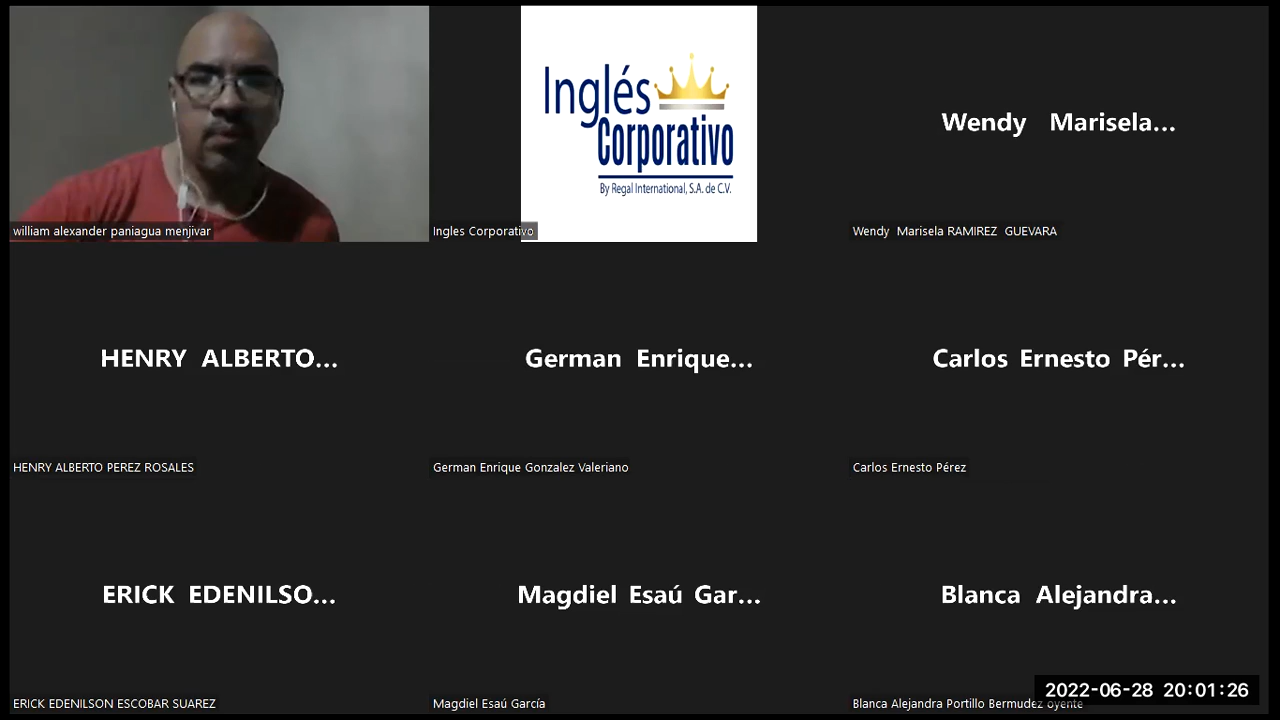 Inglés
Corporativo
By Regal International, S.A. de C.V.
Wendy Marisela...
william alexander paniagua menjivar
Ingles Corporativo
Wendy Marisela RAMIREZ GUEVARA
HENRY ALBERTO...
German Enrique...
Carlos Ernesto Pér...
HENRY ALBERTO PEREZ ROSALES
German Enrique Gonzalez Valeriano
Carlos Ernesto Pérez
ERICK EDENILSO...
Magdiel Esaú Gar...
Blanca Alejandra...
2022-06-28 20:01:26
ERICK EDENILSON ESCOBAR SUAREZ
Magdiel Esaú García
Blanca Alejandra Portillo Bermudez oyente